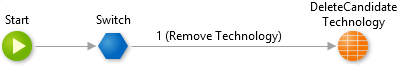 Start
Switch
1 (Remove Technology)
DeleteCandidate
Technology